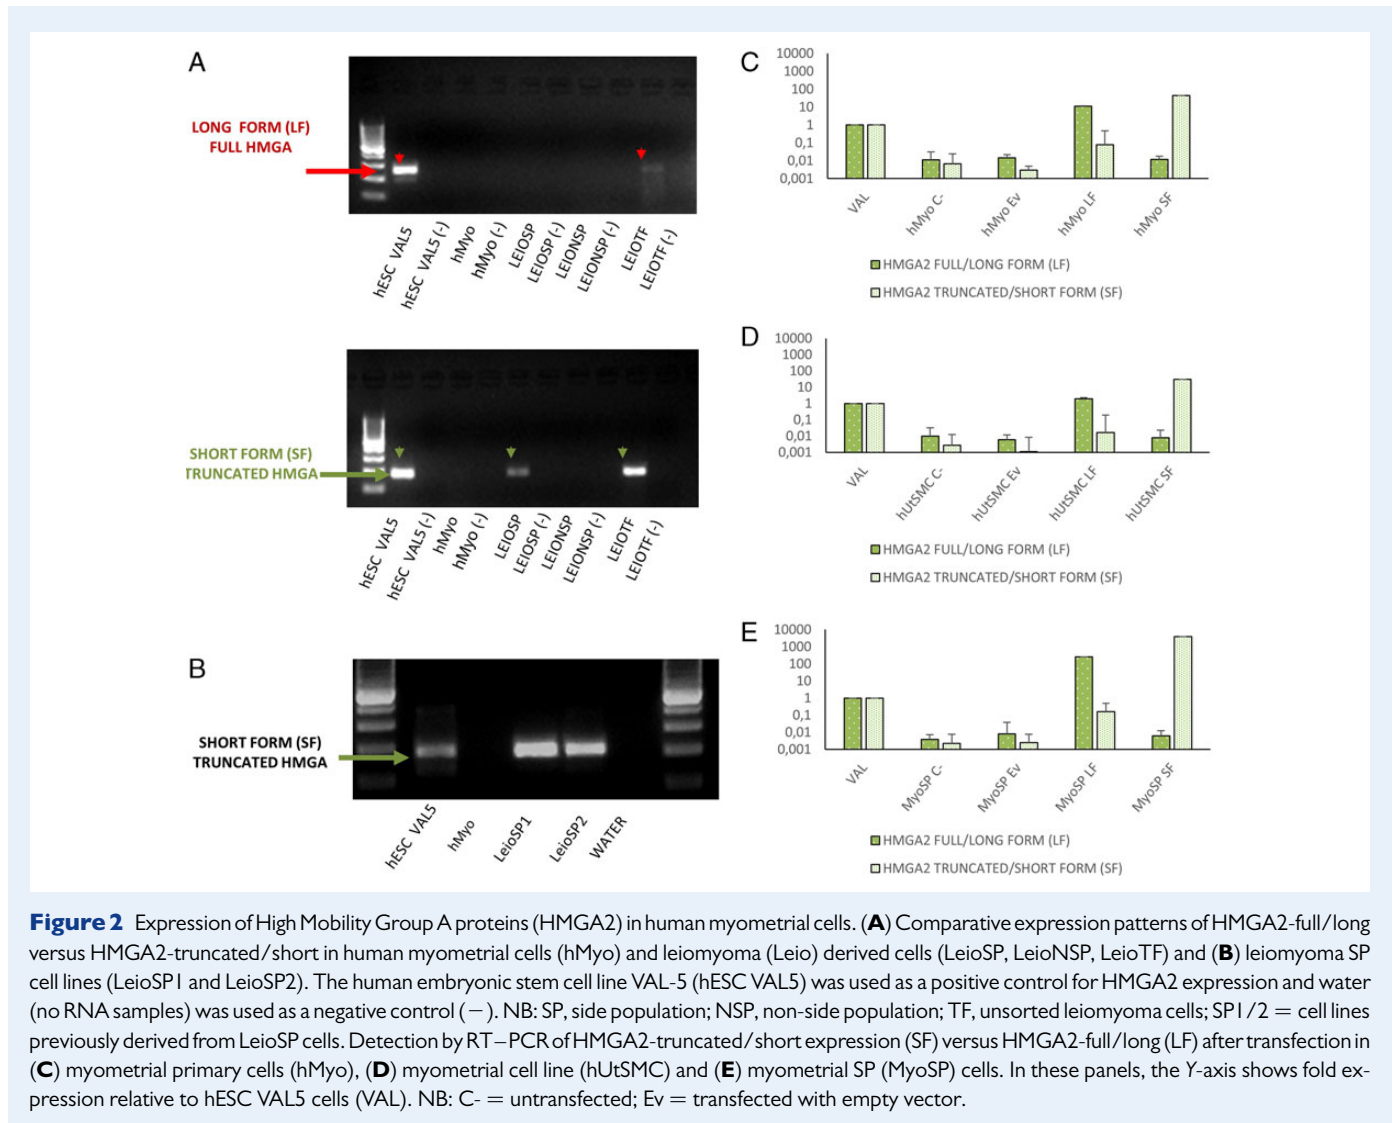 A
LONG FORM (LF)
FULL HMGA
hESC VAL5
hESC VAL5 (-)
hMyo
hMyo (-)
LEIOSP
LEIOSP (-)
LEIONSP
LEIONSP (-)
LEIOTF
LEIOTF (-)
SHORT FORM (SF)
TRUNCATED HMGA
hESC VAL5
hESC VAL5 (-)
hMyo
hMyo (-)
LEIOSP
LEIOSP (-)
LEIONSP
LEIONSP (-)
LEIOTF
LEIOTF (-)
B
SHORT FORM (SF)
TRUNCATED HMGA
hESC VAL5
hMyo
LeioSP1
LeioSP2
WATER
C
10000
1000
100
10
1
0,1
0,01
0,001
VAL
hMyo C-
hMyo Ev
hMyo LF
hMyo SF
HMGA2 FULL/LONG FORM (LF)
HMGA2 TRUNCATED/SHORT FORM (SF)
D
10000
1000
100
10
1
0,1
0,01
0,001
VAL
hUtSMC C-
hUtSMC Ev
hUtSMC LF
hUtSMC SF
HMGA2 FULL/LONG FORM (LF)
HMGA2 TRUNCATED/SHORT FORM (SF)
E
10000
1000
100
10
1
0,1
0,01
0,001
VAL
MyoSP C-
MyoSP Ev
MyoSP LF
MyoSP SF
HMGA2 FULL/LONG FORM (LF)
HMGA2 TRUNCATED/SHORT FORM (SF)
Figure 2 Expression of High Mobility Group A proteins (HMGA2) in human myometrial cells. (A) Comparative expression patterns of HMGA2-full/long
versus HMGA2-truncated/short in human myometrial cells (hMyo) and leiomyoma (Leio) derived cells (LeioSP, LeioNSP, LeioTF) and (B) leiomyoma SP
cell lines (LeioSP1 and LeioSP2). The human embryonic stem cell line VAL-5 (hESC VAL5) was used as a positive control for HMGA2 expression and water
(no RNA samples) was used as a negative control (−). NB: SP, side population; NSP, non-side population; TF, unsorted leiomyoma cells; SP1/2 = cell lines
previously derived from LeioSP cells. Detection by RT–PCR of HMGA2-truncated/short expression (SF) versus HMGA2-full/long (LF) after transfection in
(C) myometrial primary cells (hMyo), (D) myometrial cell line (hUtSMC) and (E) myometrial SP (MyoSP) cells. In these panels, the Y-axis shows fold ex-
pression relative to hESC VAL5 cells (VAL). NB: C- = untransfected; Ev = transfected with empty vector.